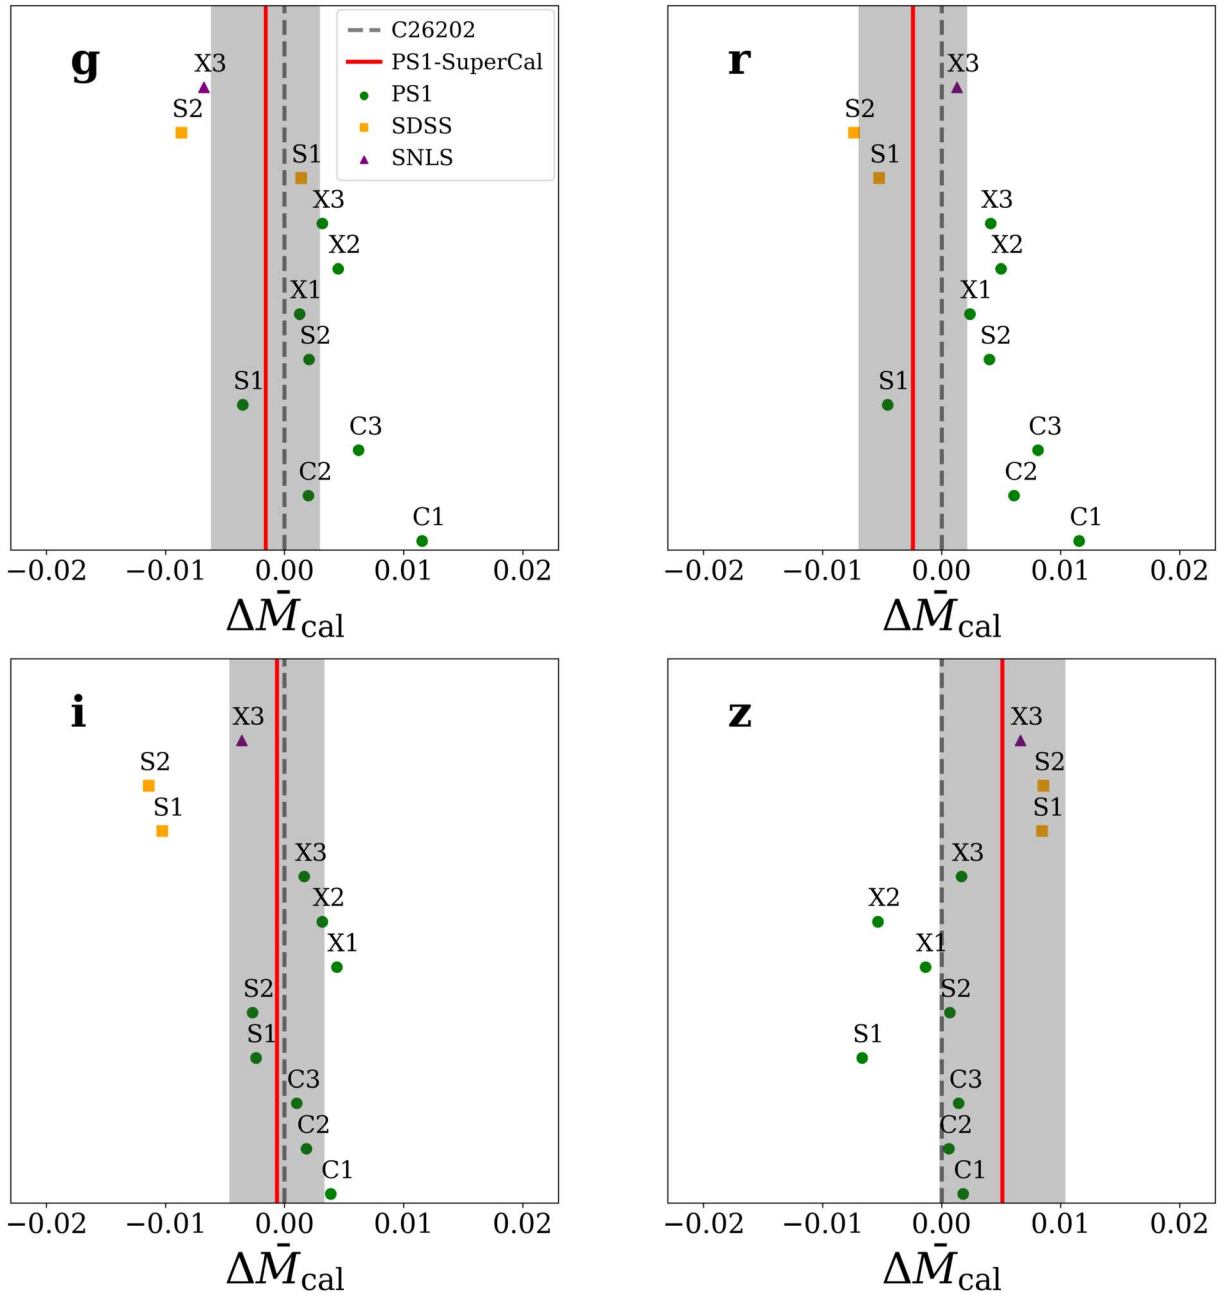 g
C26202
PS1-SuperCal
PS1
SDSS
SNLS
X3
S2
S1
X3
X2
X1
S2
S1
C3
C2
C1
−0.02 −0.01 0.00 0.01 0.02
ΔM̄cal
r
X3
S2
S1
X3
X2
X1
S2
S1
C3
C2
C1
−0.02 −0.01 0.00 0.01 0.02
ΔM̄cal
i
X3
S2
S1
X3
X2
X1
S2
S1
C3
C2
C1
−0.02 −0.01 0.00 0.01 0.02
ΔM̄cal
z
X3
S2
S1
X3
X2
X1
S2
S1
C3
C2
C1
−0.02 −0.01 0.00 0.01 0.02
ΔM̄cal